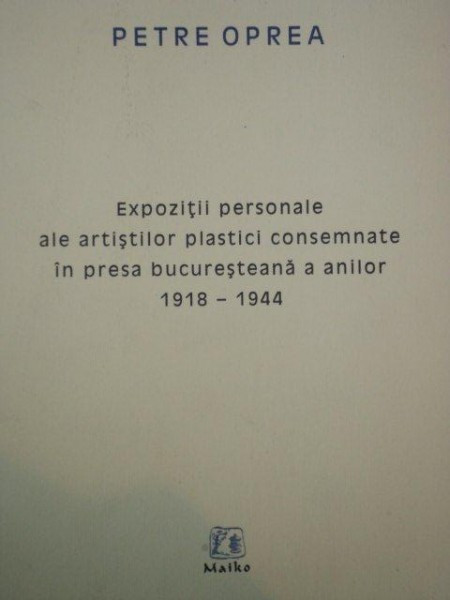 PETRE OPREA
Expoziţii personale
ale artiştilor plastici consemnate
în presa bucureşteană a anilor
1918 – 1944
Maiko